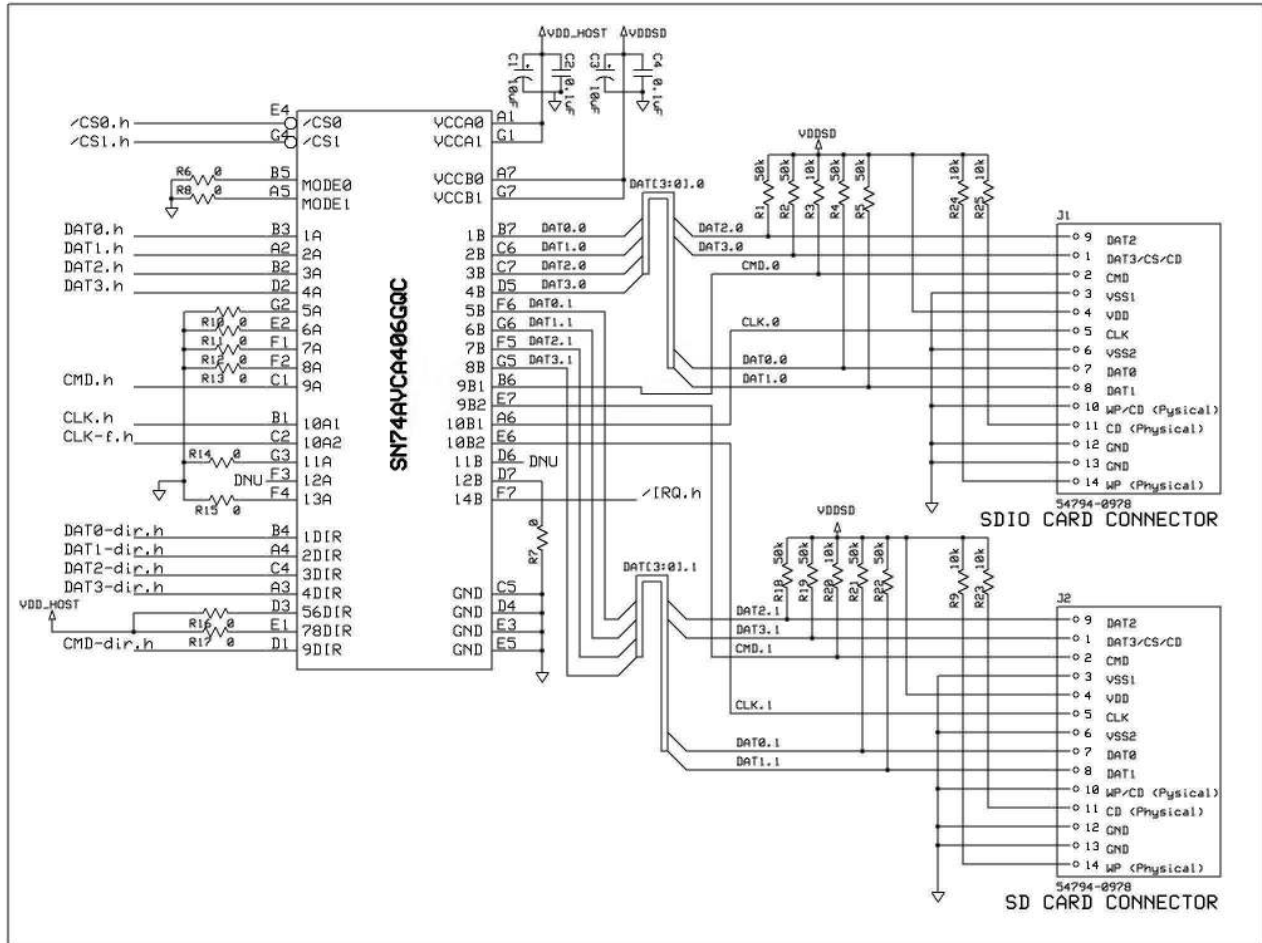 VDD_HOST VDDSD
C1 10uF
C2 0.1uF
C3 10uF
C4 0.1uF
/CS0.h E4 /CS0
/CS1.h G4 /CS1
R6 0 B5 MODE0
R8 0 A5 MODE1
DAT0.h B3 1A
DAT1.h A2 2A
DAT2.h B2 3A
DAT3.h D2 4A
G2 5A
R10 0 E2 6A
R11 0 F1 7A
R12 0 F2 8A
R13 0
CMD.h C1 9A
CLK.h B1 10A1
CLK-f.h C2 10A2
R14 0 G3 11A
DNU F3 12A
F4 13A
R15 0
DAT0-dir.h B4 1DIR
DAT1-dir.h A4 2DIR
DAT2-dir.h C4 3DIR
DAT3-dir.h A3 4DIR
VDD_HOST
D3 56DIR
R16 0 E1 78DIR
R17 0
CMD-dir.h D1 9DIR
SN74AVCA406GQC
VCCA0 A1
VCCA1 G1
VCCB0 A7
VCCB1 G7
1B B7 DAT0.0
2B C6 DAT1.0
3B C7 DAT2.0
4B D5 DAT3.0
5B F6 DAT0.1
6B G6 DAT1.1
7B F5 DAT2.1
8B G5 DAT3.1
9B1 B6
9B2 E7
10B1 A6
10B2 E6
11B D6 DNU
12B D7
14B F7 /IRQ.h
R7 0
GND C5
GND D4
GND E3
GND E5
DAT[3:0].0
VDDSD
R1 50k
R2 50k
R3 10k
R4 50k
R5 50k
R24 10k
R25 10k
J1
DAT2.0 9 DAT2
DAT3.0 1 DAT3/CS/CD
CMD.0 2 CMD
3 VSS1
4 VDD
CLK.0 5 CLK
6 VSS2
DAT0.0 7 DAT0
DAT1.0 8 DAT1
10 WP/CD (Pysical)
11 CD (Physical)
12 GND
13 GND
14 WP (Physical)
54794-0978
SDIO CARD CONNECTOR
DAT[3:0].1
VDDSD
R18 50k
R19 50k
R20 10k
R21 50k
R22 50k
R9 10k
R23 10k
J2
DAT2.1 9 DAT2
DAT3.1 1 DAT3/CS/CD
CMD.1 2 CMD
3 VSS1
4 VDD
CLK.1 5 CLK
6 VSS2
DAT0.1 7 DAT0
DAT1.1 8 DAT1
10 WP/CD (Pysical)
11 CD (Physical)
12 GND
13 GND
14 WP (Physical)
54794-0978
SD CARD CONNECTOR